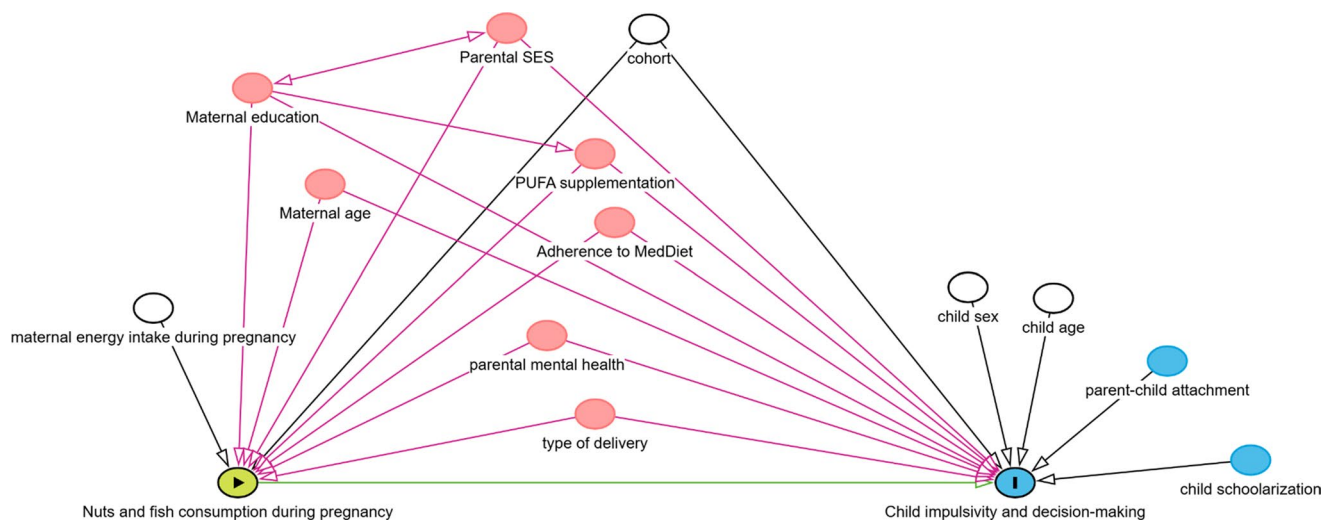 Parental SES
cohort
Maternal education
PUFA supplementation
Maternal age
Adherence to MedDiet
child sex
child age
maternal energy intake during pregnancy
parental mental health
parent-child attachment
type of delivery
child schoolarization
Nuts and fish consumption during pregnancy
Child impulsivity and decision-making